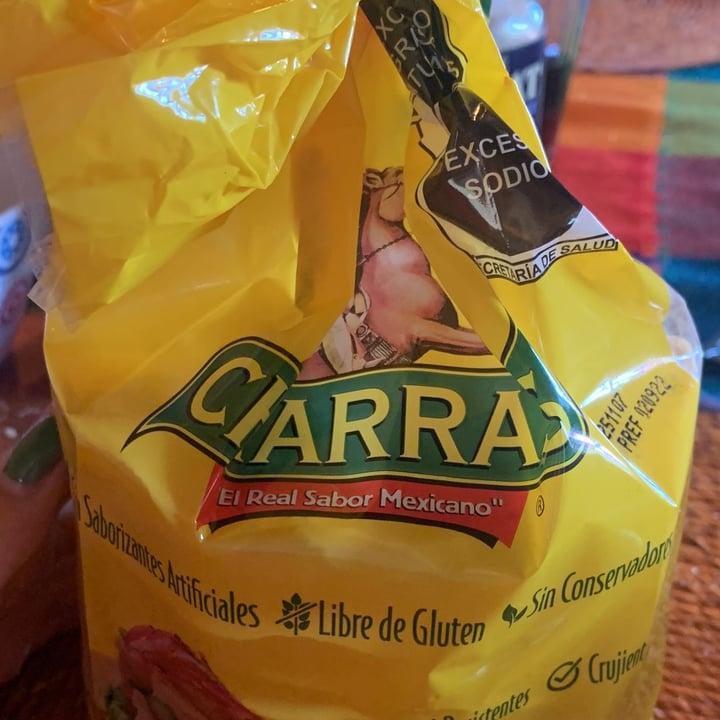 EXCES
SODIO
SECRETARÍA DE SALUD
CHARRAS
El Real Sabor Mexicano"
®
251107
PREF 020922
Saborizantes Artificiales
Libre de Gluten
Sin Conservadores
Crujient